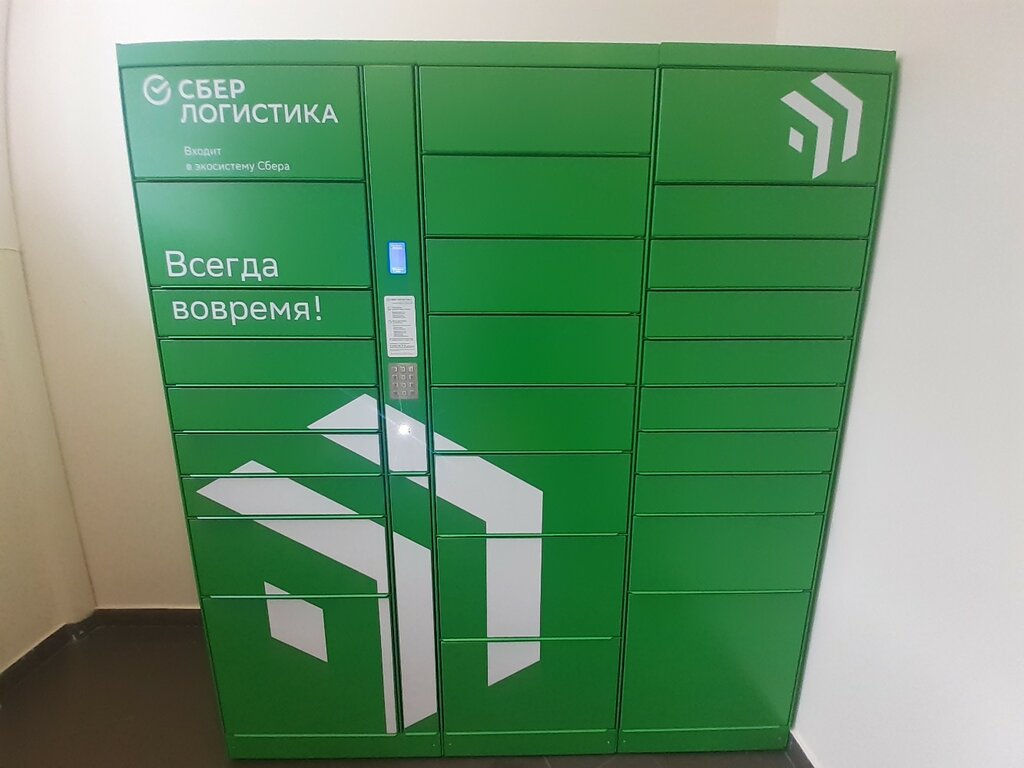 СБЕР
ЛОГИСТИКА
Входит
в экосистему Сбера
Всегда
вовремя!